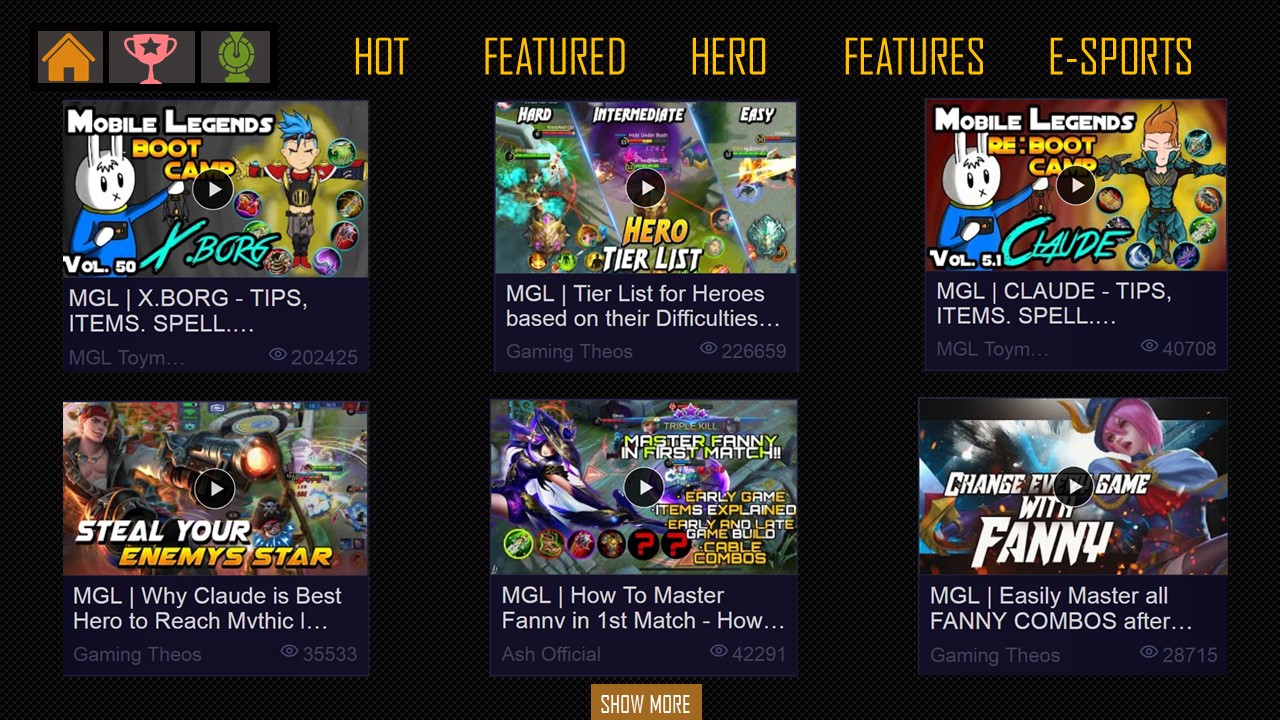 HOT FEATURED HERO FEATURES E-SPORTS
MOBILE LEGENDS
BOOT
CAMP
X.BORG
VOL. 50
MGL | X.BORG - TIPS,
ITEMS. SPELL.…
MGL Toym…
202425
HARD INTERMEDIATE EASY
HERO
TIER LIST
MGL | Tier List for Heroes
based on their Difficulties…
Gaming Theos
226659
MOBILE LEGENDS
RE:BOOT
CAMP
CLAUDE
VOL. 5.1
MGL | CLAUDE - TIPS,
ITEMS. SPELL.…
MGL Toym…
40708
STEAL YOUR
ENEMYS STAR
MGL | Why Claude is Best
Hero to Reach Mythic |…
Gaming Theos
35533
TRIPLE KILL
MASTER FANNY
IN FIRST MATCH!!
· EARLY GAME
·ITEMS EXPLAINED
·EARLY AND LATE
GAME BUILD
·CABLE
COMBOS
? ?
MGL | How To Master
Fanny in 1st Match - How…
Ash Official
42291
CHANGE EVERY GAME
WITH
FANNY
MGL | Easily Master all
FANNY COMBOS after…
Gaming Theos
28715
SHOW MORE